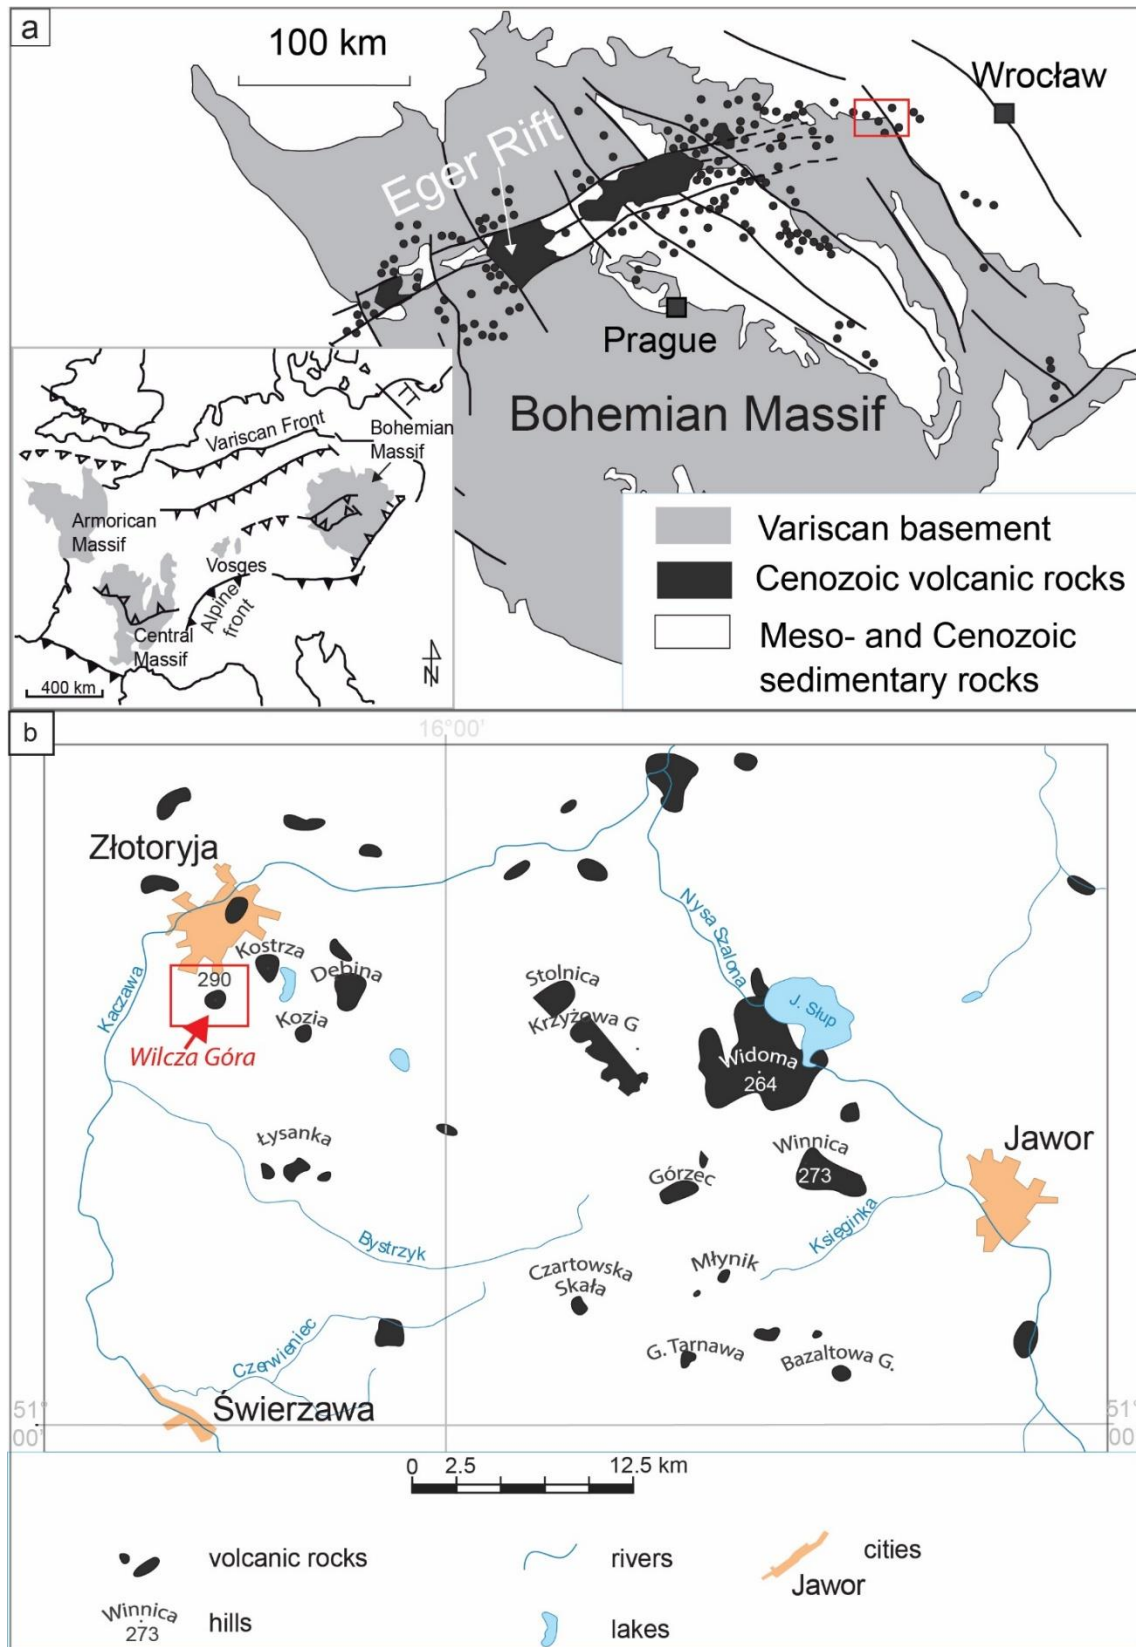 a
100 km
Wrocław
Eger Rift
Prague
Bohemian Massif
TT
Variscan Front
Bohemian
Massif
Armorican
Massif
Vosges
Alpine
front
Central
Massif
400 km
N
Variscan basement
Cenozoic volcanic rocks
Meso- and Cenozoic
sedimentary rocks
b
16°00'
Złotoryja
Kostrza
290
Dębina
Kozia
Wilcza Góra
Kaczawa
Stolnica
Krzyżowa G
Nysa Szalona
J. Słup
Widoma
264
Łysanka
Górzec
Winnica
273
Jawor
Księginka
Bystrzyk
Czartowska
Skała
Młynik
Czerwieniec
G. Tarnawa
Bazaltowa G.
Świerzawa
51°
00'
51°
00'
0 2.5 12.5 km
volcanic rocks
rivers
cities
Jawor
Winnica
273
hills
lakes